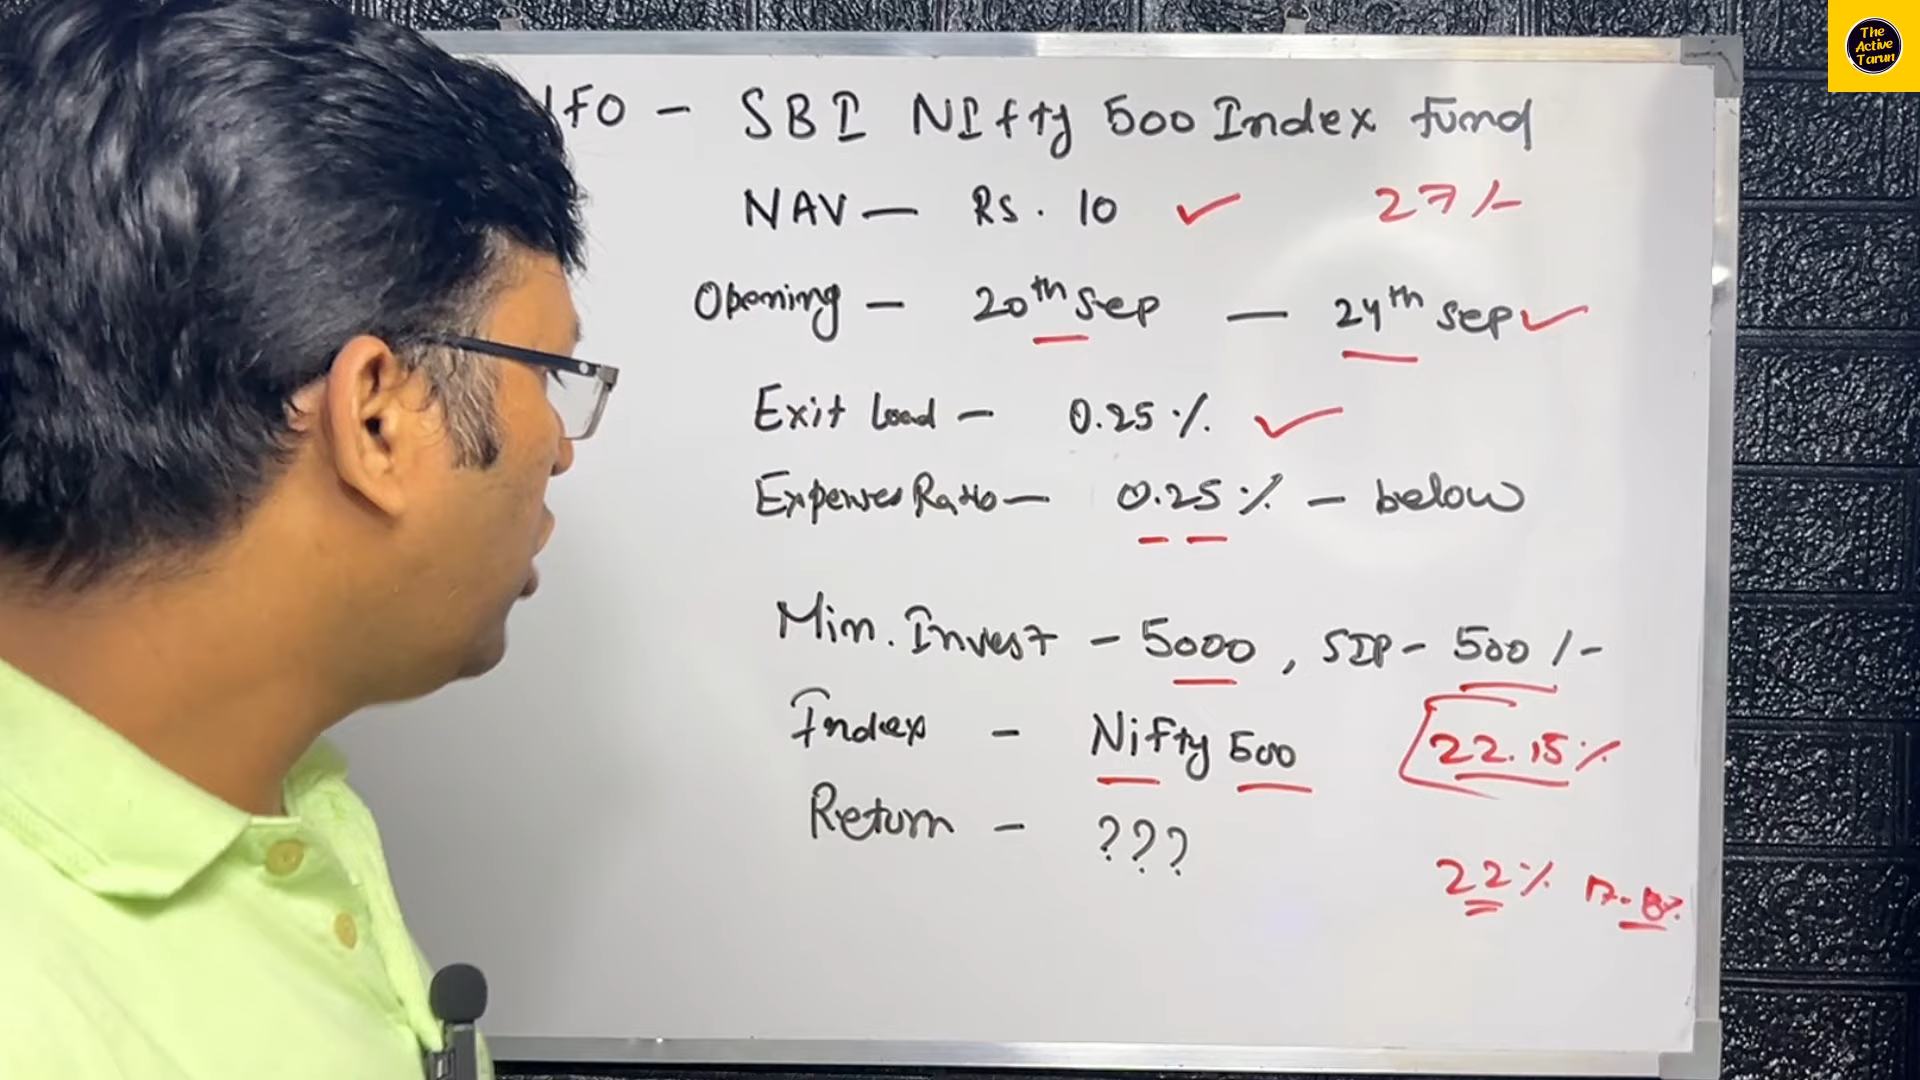 NFO - SBI NIfty 500 Index fund
NAV - Rs. 10 27/-
Opening - 20th Sep - 24th Sep
Exit Load - 0.25%
Expenses Ratio - 0.25% - below
Min. Invest - 5000, SIP - 500/-
Index - Nifty 500 22.15%
Return - ???
22%
The
Active
Tarun